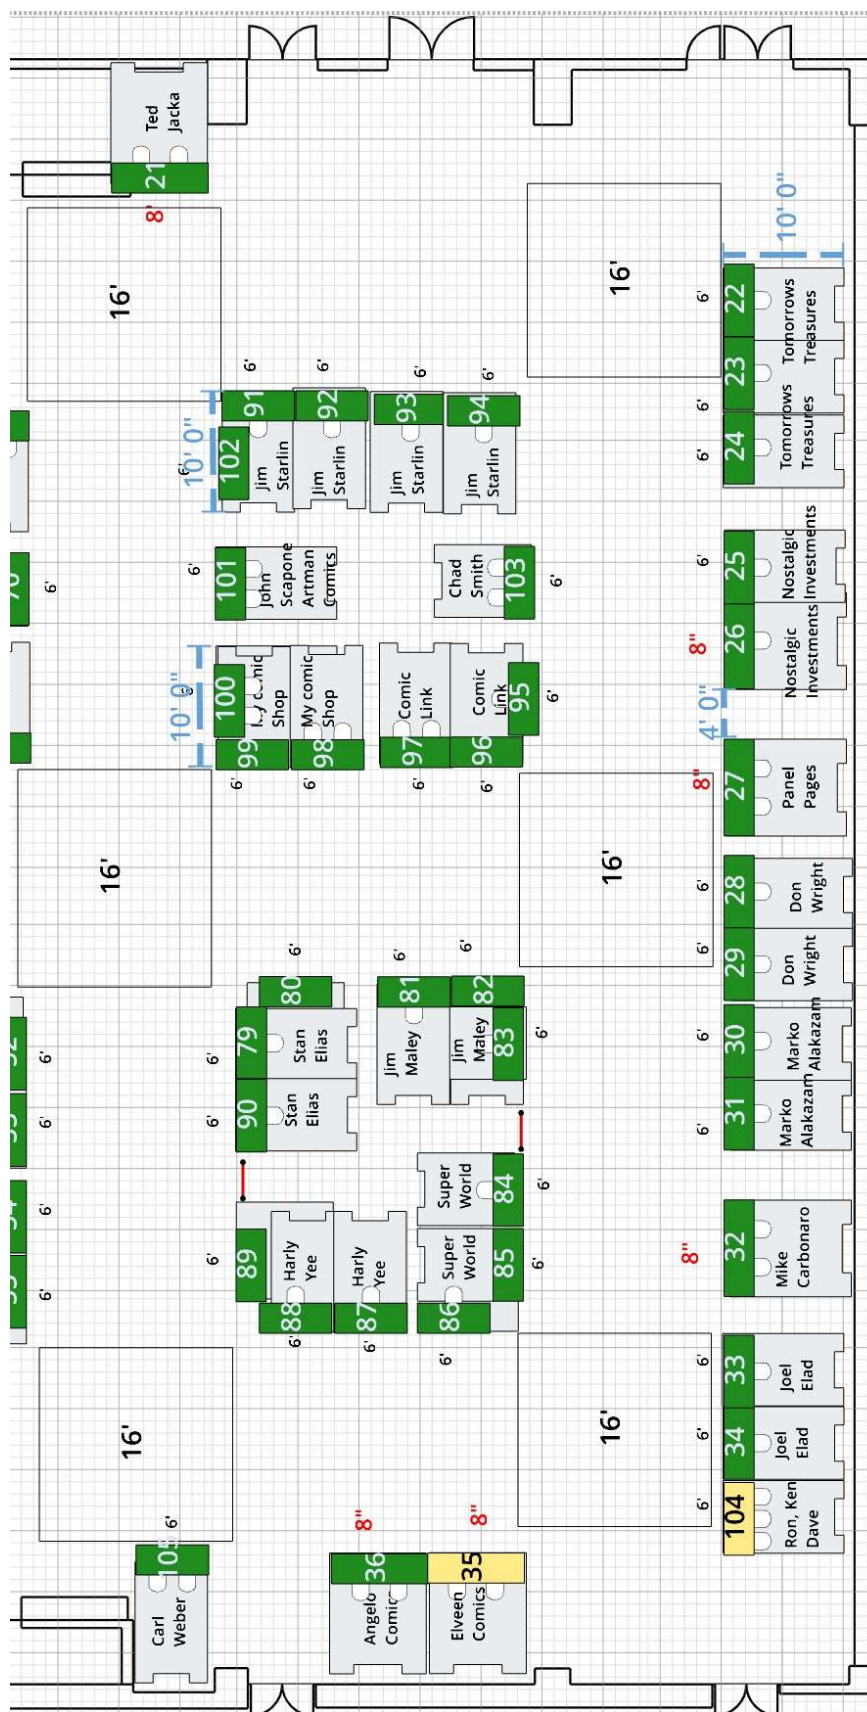 Ted
Jacka
21
8'
16'
16'
10' 0"
22
6'
Tomorrows
Treasures
23
6'
24
6'
Tomorrows
Treasures
6'
6'
6'
6'
91
92
93
94
10' 0"
6'
102
Jim
Starlin
Jim
Starlin
Jim
Starlin
Jim
Starlin
6'
101
John
Scapone
Artman
Comics
Chad
Smith
103
6'
6'
6'
25
Nostalgic
Investments
26
8"
Nostalgic
Investments
10' 0"
6'
100
My comic
Shop
My comic
Shop
Comic
Link
Comic
Link
95
6'
99
98
97
96
6'
6'
6'
6'
4' 0"
8"
27
Panel
Pages
16'
16'
6'
28
Don
Wright
6'
29
Don
Wright
6'
6'
6'
80
81
82
6'
79
Stan
Elias
Jim
Maley
Jim
Maley
83
6'
6'
90
Stan
Elias
6'
30
Marko
Alakazam
6'
31
Marko
Alakazam
6'
6'
6'
6'
Super
World
84
6'
6'
89
Harly
Yee
Harly
Yee
Super
World
85
6'
88
87
86
6'
6'
6'
8"
32
Mike
Carbonaro
16'
16'
6'
33
Joel
Elad
6'
34
Joel
Elad
6'
104
Ron, Ken
Dave
6'
105
Carl
Weber
8"
8"
36
35
Angelo
Comic
Elveen
Comics